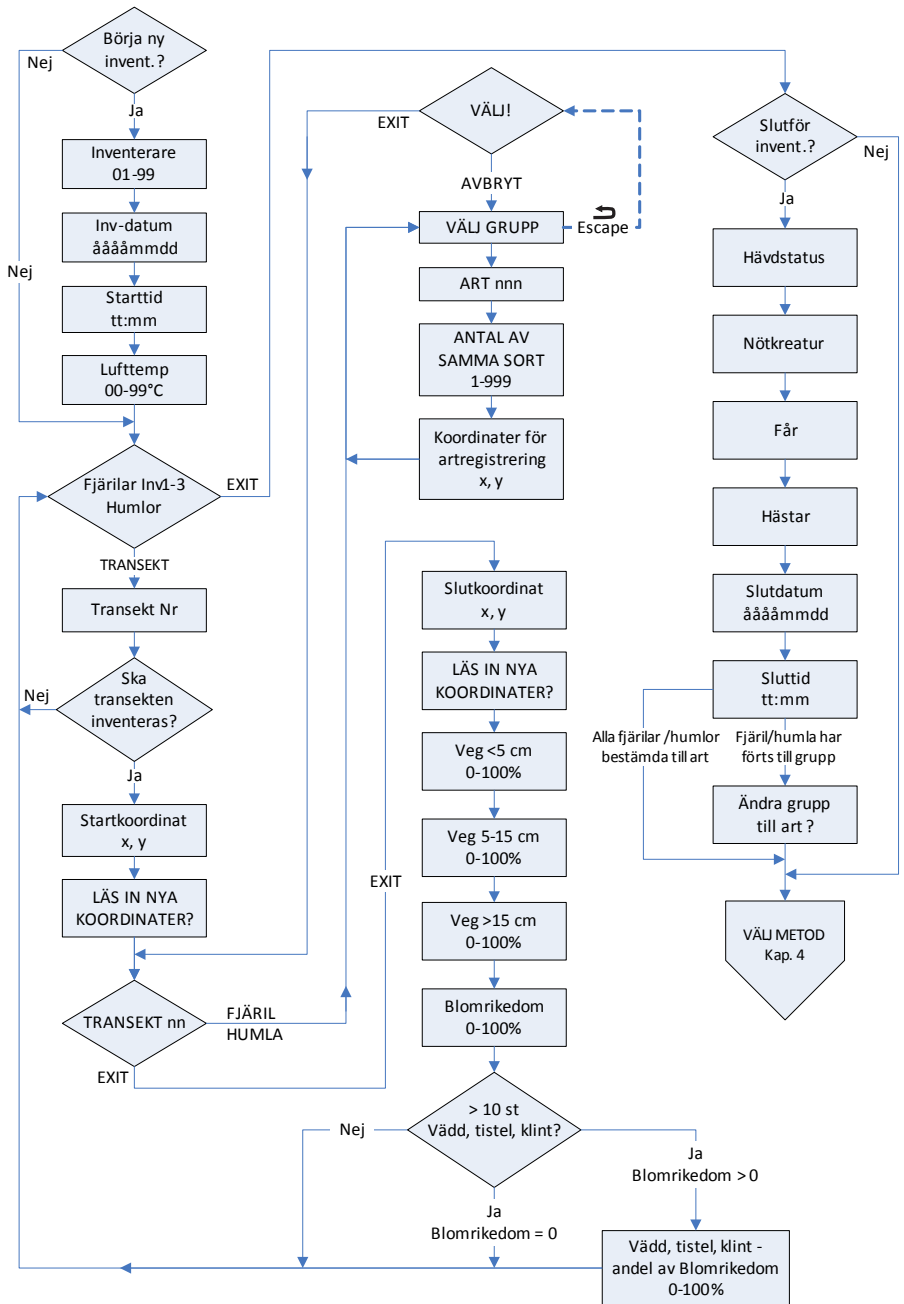 Börja ny
invent.?
Nej
Ja
Inventerare
01-99
Inv-datum
ååååmmdd
Nej
Starttid
tt:mm
Lufttemp
00-99°C
Fjärilar Inv1-3
Humlor
EXIT
TRANSEKT
Transekt Nr
Ska
transekten
inventeras?
Nej
Ja
Startkoordinat
x, y
LÄS IN NYA
KOORDINATER?
TRANSEKT nn
FJÄRIL
HUMLA
EXIT
VÄLJ!
EXIT
AVBRYT
VÄLJ GRUPP
Escape
ART nnn
ANTAL AV
SAMMA SORT
1-999
Koordinater för
artregistrering
x, y
EXIT
Slutkoordinat
x, y
LÄS IN NYA
KOORDINATER?
Veg <5 cm
0-100%
Veg 5-15 cm
0-100%
Veg >15 cm
0-100%
Blomrikedom
0-100%
> 10 st
Vädd, tistel, klint?
Nej
Ja
Blomrikedom = 0
Ja
Blomrikedom > 0
Vädd, tistel, klint -
andel av Blomrikedom
0-100%
Slutför
invent.?
Nej
Ja
Hävdstatus
Nötkreatur
Får
Hästar
Slutdatum
ååååmmdd
Sluttid
tt:mm
Alla fjärilar /humlor
bestämda till art
Fjäril/humla har
förts till grupp
Ändra grupp
till art ?
VÄLJ METOD
Kap. 4